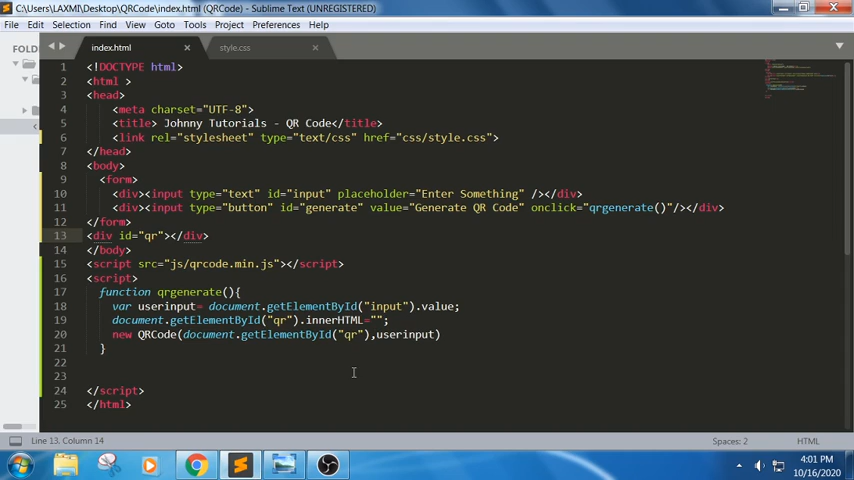 C:\Users\LAXMI\Desktop\QRCode\index.html (QRCode) - Sublime Text (UNREGISTERED)
File Edit Selection Find View Goto Tools Project Preferences Help
FOLD
index.html
style.css
1 <!DOCTYPE html>
2 <html >
3 <head>
4 <meta charset="UTF-8">
5 <title> Johnny Tutorials - QR Code</title>
6 <link rel="stylesheet" type="text/css" href="css/style.css">
7 </head>
8 <body>
9 <form>
10 <div><input type="text" id="input" placeholder="Enter Something" /></div>
11 <div><input type="button" id="generate" value="Generate QR Code" onclick="qrgenerate()"/></div>
12 </form>
13 <div id="qr"></div>
14 </body>
15 <script src="js/qrcode.min.js"></script>
16 <script>
17 function qrgenerate(){
18 var userinput= document.getElementById("input").value;
19 document.getElementById("qr").innerHTML="";
20 new QRCode(document.getElementById("qr"),userinput)
21 }
22
23
24 </script>
25 </html>
Line 13, Column 14
Spaces: 2
HTML
4:01 PM
10/16/2020